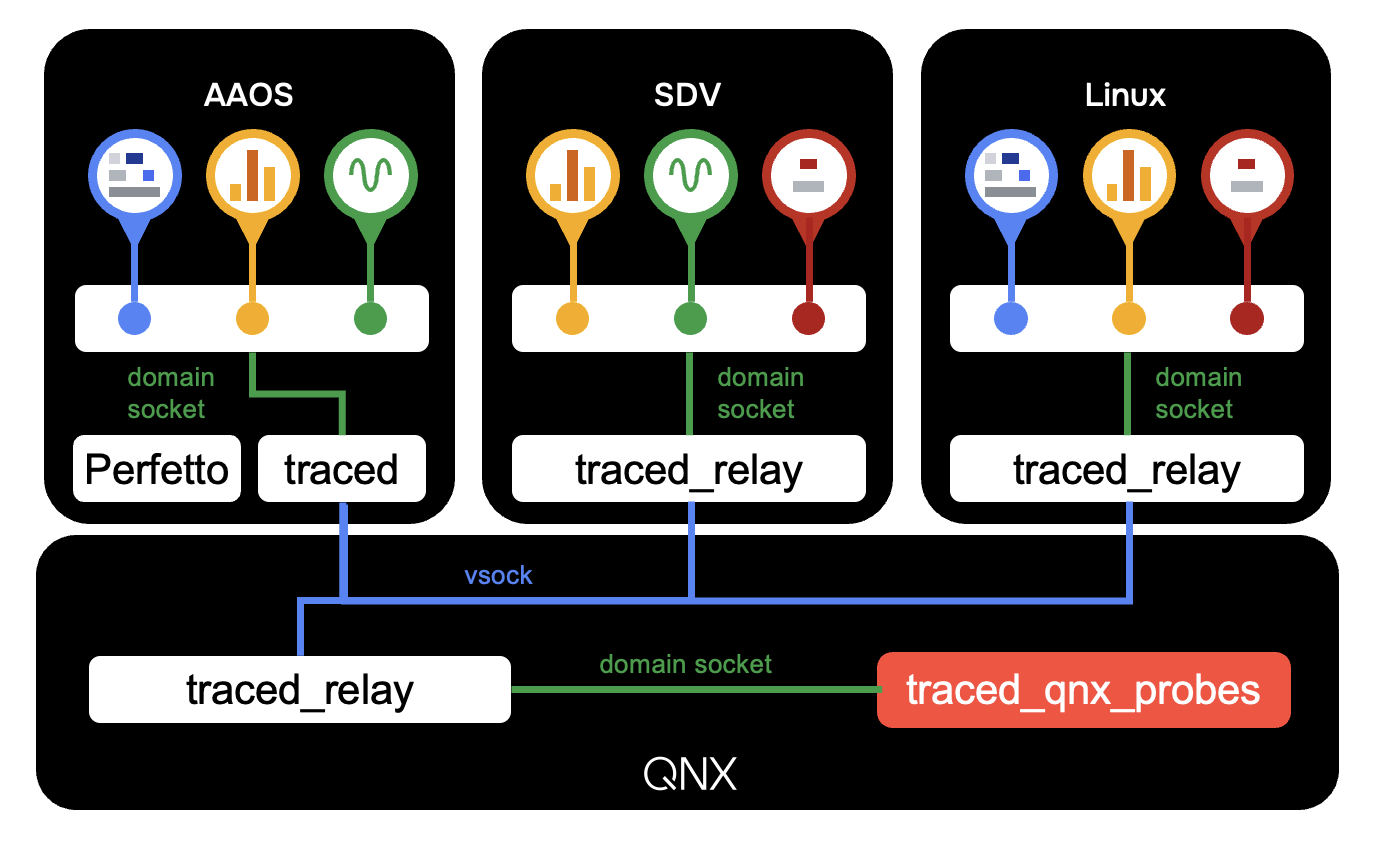 AAOS
SDV
Linux
domain
socket
domain
socket
domain
socket
Perfetto
traced
traced_relay
traced_relay
vsock
traced_relay
domain socket
traced_qnx_probes
QNX